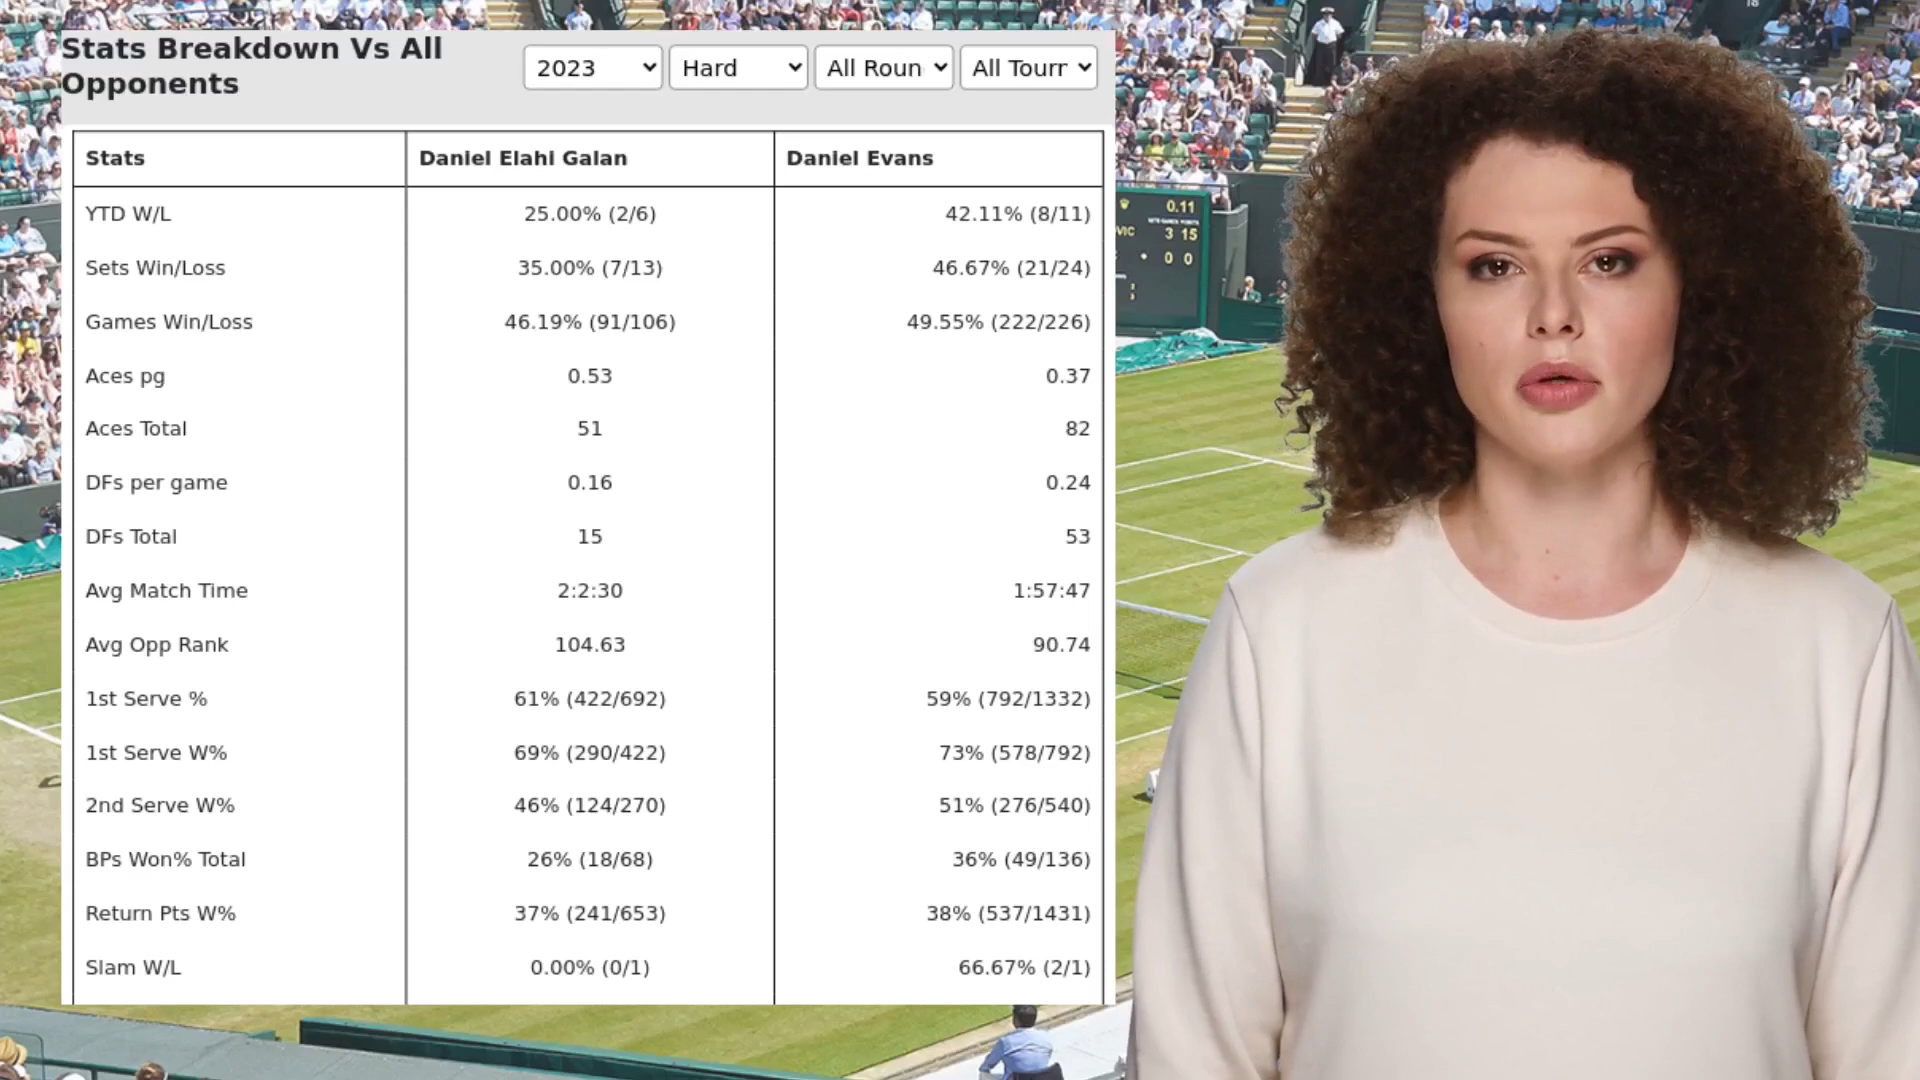 Stats Breakdown Vs All
Opponents
2023 Hard All Roun All Tourr
Stats Daniel Elahi Galan Daniel Evans
YTD W/L 25.00% (2/6) 42.11% (8/11)
Sets Win/Loss 35.00% (7/13) 46.67% (21/24)
Games Win/Loss 46.19% (91/106) 49.55% (222/226)
Aces pg 0.53 0.37
Aces Total 51 82
DFs per game 0.16 0.24
DFs Total 15 53
Avg Match Time 2:2:30 1:57:47
Avg Opp Rank 104.63 90.74
1st Serve % 61% (422/692) 59% (792/1332)
1st Serve W% 69% (290/422) 73% (578/792)
2nd Serve W% 46% (124/270) 51% (276/540)
BPs Won% Total 26% (18/68) 36% (49/136)
Return Pts W% 37% (241/653) 38% (537/1431)
Slam W/L 0.00% (0/1) 66.67% (2/1)
18
0.11
VIC 3 15
0 0